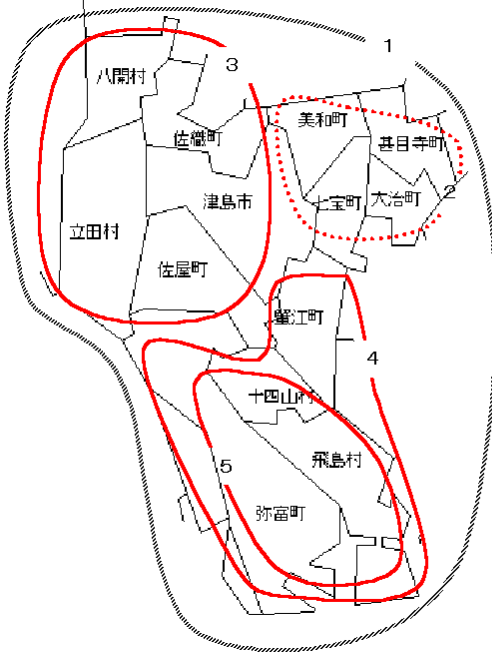 1
3
八開村
美和町
佐織町
甚目寺町
2
七宝町
大治町
津島市
立田村
佐屋町
蟹江町
4
十四山村
飛島村
5
弥富町